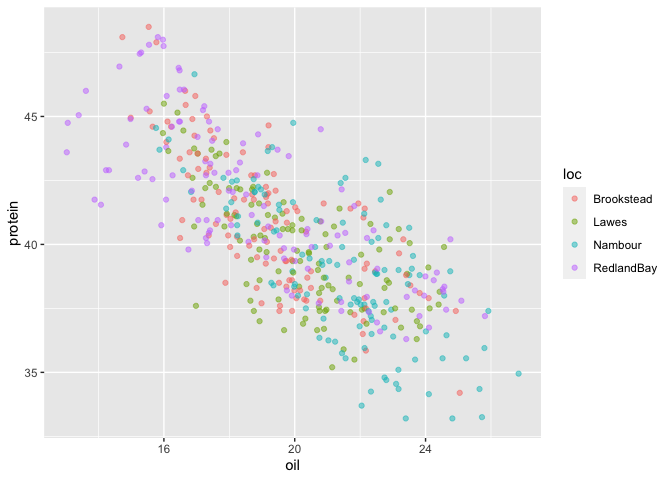 45
40
35
protein
16
20
24
oil
loc
Brookstead
Lawes
Nambour
RedlandBay